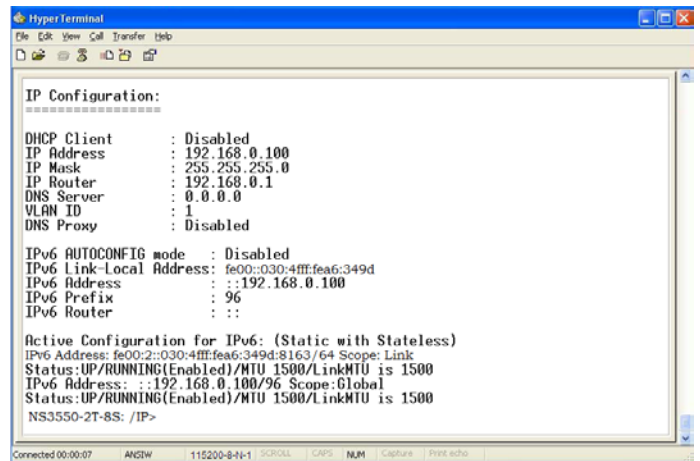 HyperTerminal
File Edit View Call Transfer Help
IP Configuration:
=================
DHCP Client : Disabled
IP Address : 192.168.0.100
IP Mask : 255.255.255.0
IP Router : 192.168.0.1
DNS Server : 0.0.0.0
VLAN ID : 1
DNS Proxy : Disabled
IPv6 AUTOCONFIG mode : Disabled
IPv6 Link-Local Address: fe00::030:4fff:fea6:349d
IPv6 Address : ::192.168.0.100
IPv6 Prefix : 96
IPv6 Router : ::
Active Configuration for IPv6: (Static with Stateless)
IPv6 Address: fe00:2::030:4fff:fea6:349d:8163/64 Scope: Link
Status:UP/RUNNING(Enabled)/MTU 1500/LinkMTU is 1500
IPv6 Address: ::192.168.0.100/96 Scope:Global
Status:UP/RUNNING(Enabled)/MTU 1500/LinkMTU is 1500
NS3550-2T-8S: /IP>
Connected 00:00:07 ANSIW 115200-8-N-1 SCROLL CAPS NUM Capture Print echo